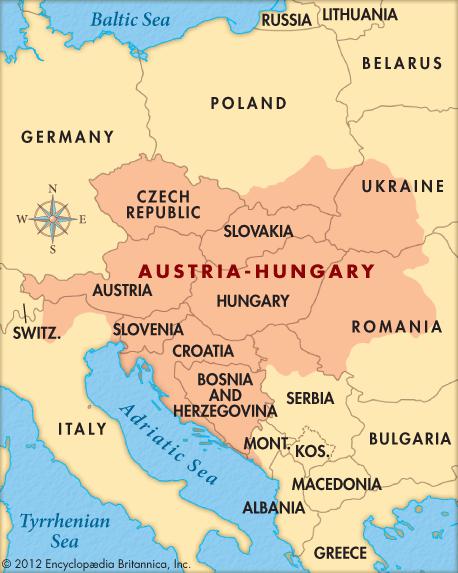 Baltic Sea
RUSSIA
LITHUANIA
BELARUS
POLAND
GERMANY
N
W
E
S
CZECH
REPUBLIC
UKRAINE
SLOVAKIA
AUSTRIA-HUNGARY
AUSTRIA
HUNGARY
SWITZ.
SLOVENIA
ROMANIA
CROATIA
BOSNIA
AND
HERZEGOVINA
SERBIA
ITALY
Adriatic Sea
MONT.
KOS.
BULGARIA
MACEDONIA
ALBANIA
Tyrrhenian
Sea
GREECE
© 2012 Encyclopædia Britannica, Inc.